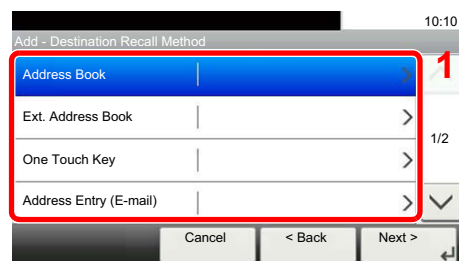 10:10
Add - Destination Recall Method
Address Book
1
Ext. Address Book
1/2
One Touch Key
Address Entry (E-mail)
Cancel
< Back
Next >